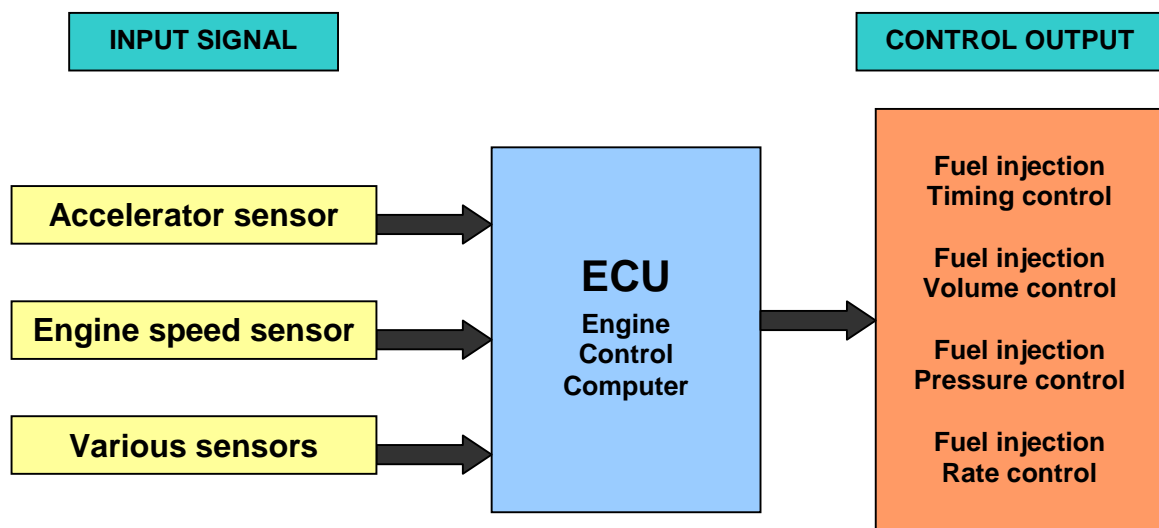 INPUT SIGNAL
CONTROL OUTPUT
Accelerator sensor
Engine speed sensor
Various sensors
ECU
Engine
Control
Computer
Fuel injection
Timing control
Fuel injection
Volume control
Fuel injection
Pressure control
Fuel injection
Rate control